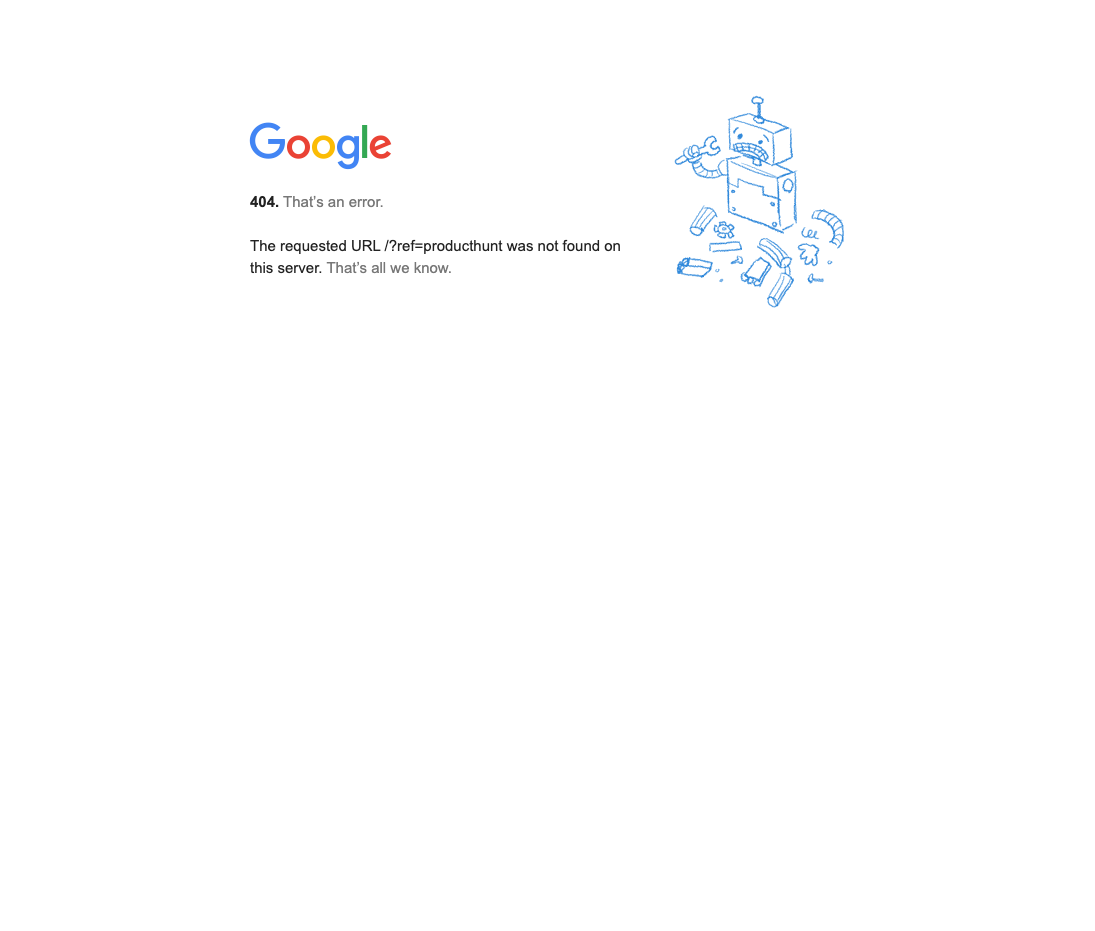 Google
404. That's an error.
The requested URL /?ref=producthunt was not found on
this server. That's all we know.